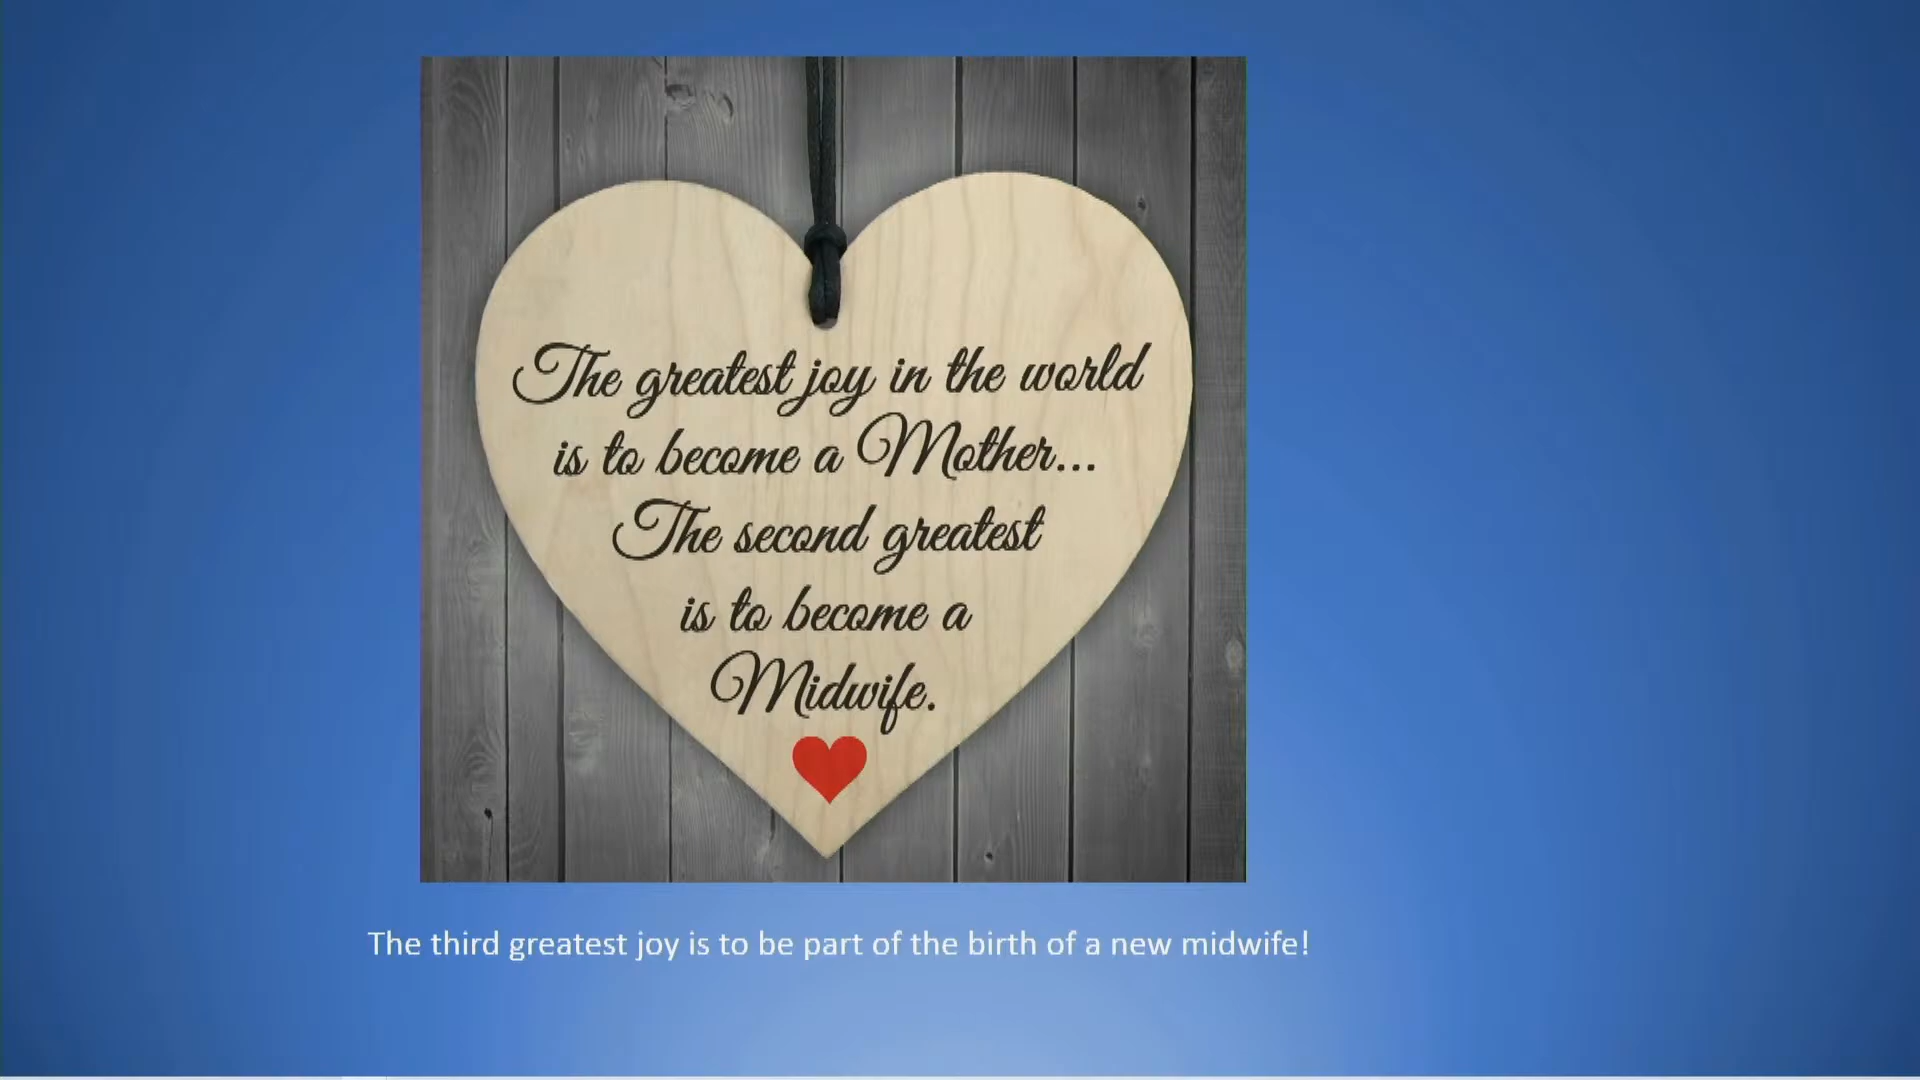 The greatest joy in the world
is to become a Mother...
The second greatest
is to become a
Midwife.
The third greatest joy is to be part of the birth of a new midwife!